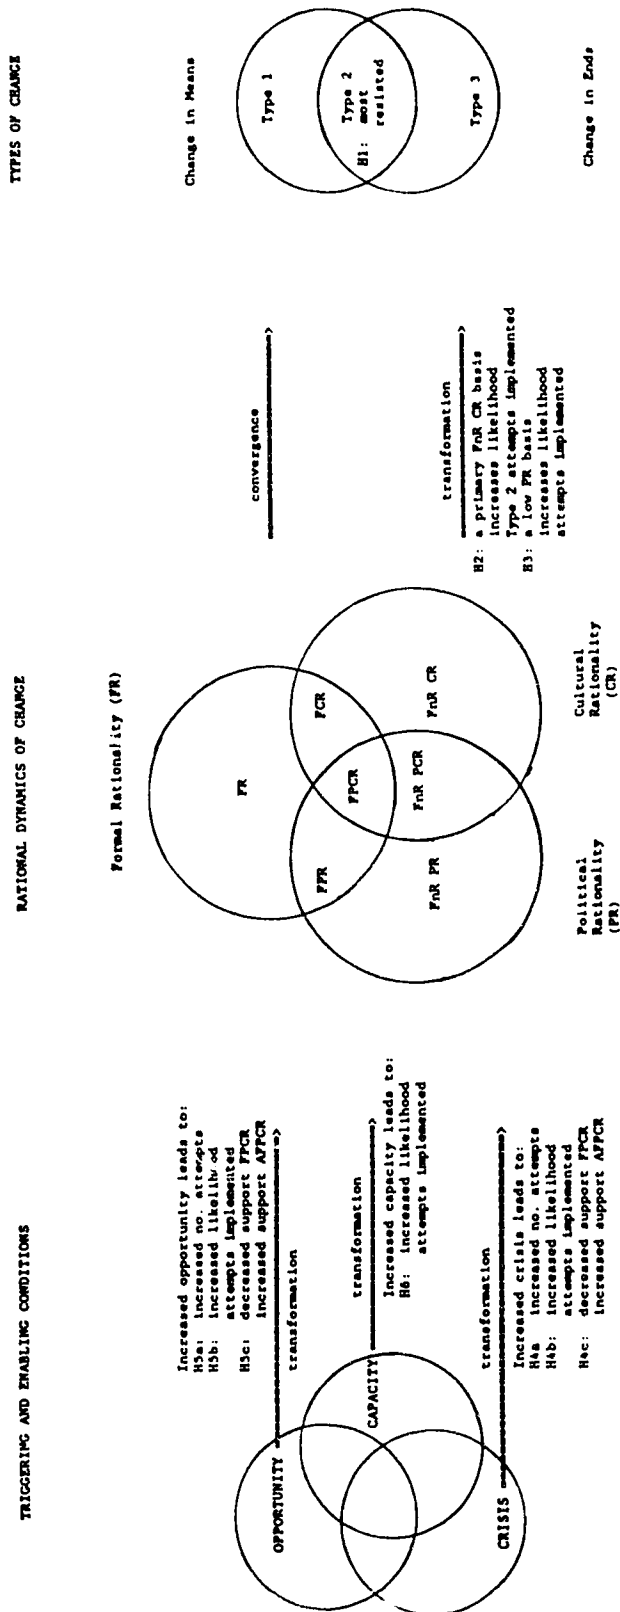 TRIGGERING AND ENABLING CONDITIONS
Increased opportunity leads to:
H5a: increased no. attempts
H5b: increased likelihood
attempts implemented
H5c: decreased support FPCR
increased support AFPCR
OPPORTUNITY
transformation
CAPACITY
transformation
Increased capacity leads to:
H6: increased likelihood
attempts implemented
CRISIS
transformation
Increased crisis leads to:
H4a increased no. attempts
H4b: increased likelihood
attempts implemented
H4c: decreased support FPCR
increased support AFPCR
RATIONAL DYNAMICS OF CHANGE
Formal Rationality (FR)
FR
FPR
FCR
FPCR
FnR PR
FnR PCR
FnR CR
Political
Rationality
(PR)
Cultural
Rationality
(CR)
convergence
transformation
H2: a primary FnR CR basis
increases likelihood
Type 2 attempts implemented
H3: a low PR basis
increases likelihood
attempts implemented
TYPES OF CHANGE
Change in Means
Type 1
Type 2
H1: most
resisted
Type 3
Change in Ends